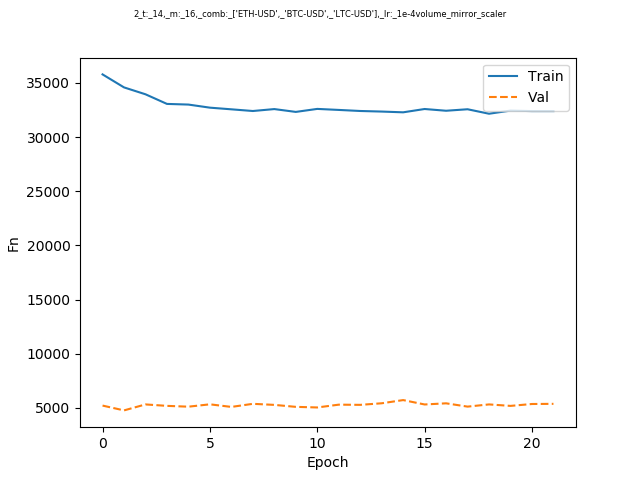 2_t:_14,_m:_16,_comb:_['ETH-USD',_'BTC-USD',_'LTC-USD'],_lr:_1e-4volume_mirror_scaler
Train
Val
35000
30000
25000
20000
15000
10000
5000
Fn
0 5 10 15 20
Epoch